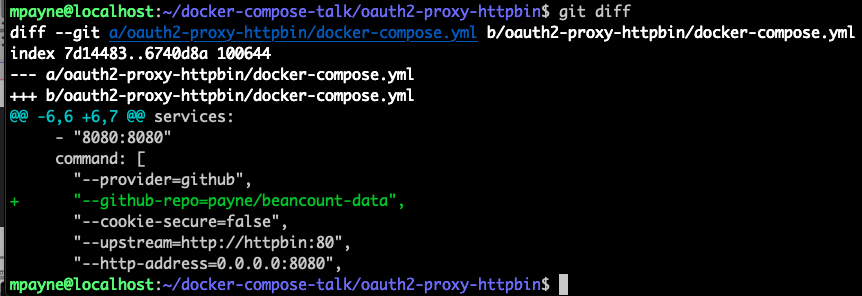 mpayne@localhost:~/docker-compose-talk/oauth2-proxy-httpbin$ git diff
diff --git a/oauth2-proxy-httpbin/docker-compose.yml b/oauth2-proxy-httpbin/docker-compose.yml
index 7d14483..6740d8a 100644
--- a/oauth2-proxy-httpbin/docker-compose.yml
+++ b/oauth2-proxy-httpbin/docker-compose.yml
@@ -6,6 +6,7 @@ services:
     - "8080:8080"
     command: [
       "--provider=github",
+      "--github-repo=payne/beancount-data",
       "--cookie-secure=false",
       "--upstream=http://httpbin:80",
       "--http-address=0.0.0.0:8080",
mpayne@localhost:~/docker-compose-talk/oauth2-proxy-httpbin$